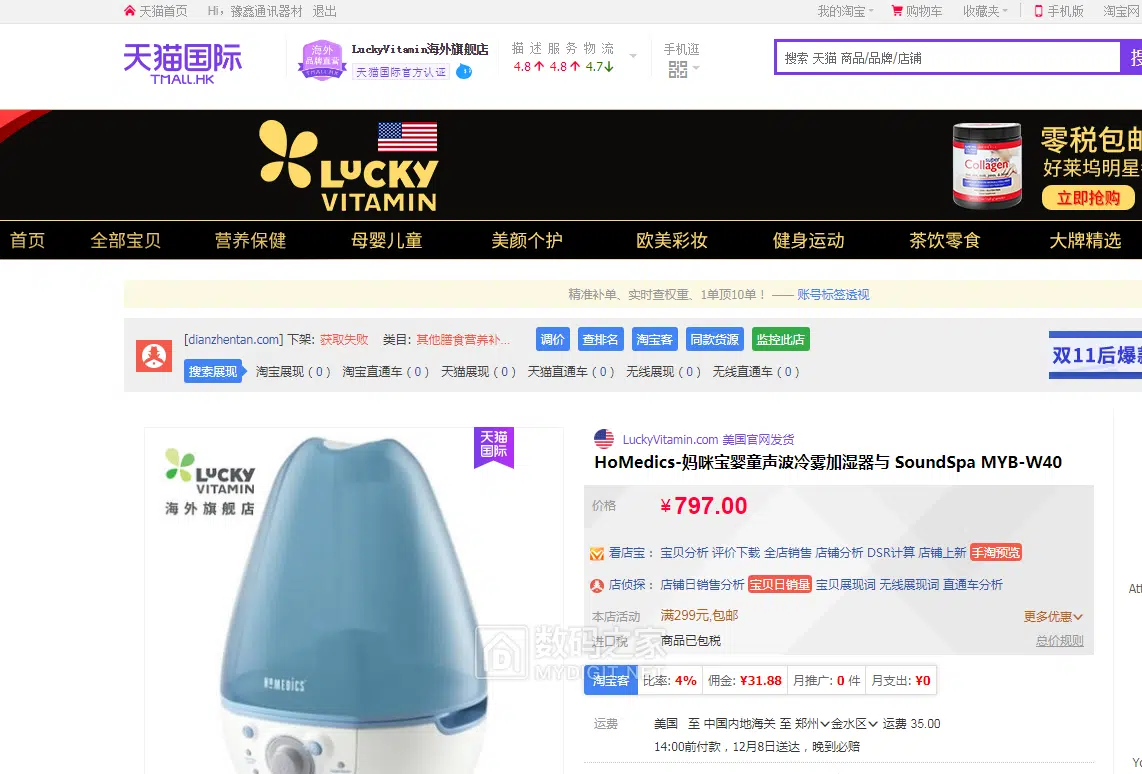 天猫首页 Hi，豫鑫通讯器材 退出 我的淘宝 购物车 收藏夹 手机版 淘宝网
天猫国际
TMALL.HK
海外
品牌直营
TMALL.HK
LuckyVitamin海外旗舰店
天猫国际官方认证
描 述 服 务 物 流
4.8 4.8 4.7
手机逛
搜索 天猫 商品/品牌/店铺
LUCKY
VITAMIN
super
Collagen
零税包邮
好莱坞明星
立即抢购
首页 全部宝贝 营养保健 母婴儿童 美颜个护 欧美彩妆 健身运动 茶饮零食 大牌精选
精准补单、实时查权重、1单顶10单！ —— 账号标签透视
[dianzhentan.com] 下架: 获取失败 类目: 其他膳食营养补... 调价 查排名 淘宝客 同款货源 监控此店
搜索展现 淘宝展现 ( 0 ) 淘宝直通车 ( 0 ) 天猫展现 ( 0 ) 天猫直通车 ( 0 ) 无线展现 ( 0 ) 无线直通车 ( 0 )
双11后爆款
天猫
国际
LUCKY
VITAMIN
海外旗舰店
HOMEDICS
LuckyVitamin.com 美国官网发货
HoMedics-妈咪宝婴童声波冷雾加湿器与 SoundSpa MYB-W40
价格 ¥797.00
看店宝： 宝贝分析 评价下载 全店销售 店铺分析 DSR计算 店铺上新 手淘预览
店侦探： 店铺日销售分析 宝贝日销量 宝贝展现词 无线展现词 直通车分析
本店活动 满299元,包邮 更多优惠
进口税 商品已包税 总价规则
数码之家
MYDIGIT.NET
淘宝客 比率: 4% 佣金: ¥31.88 月推广: 0 件 月支出: ¥0
运费 美国 至 中国内地海关 至 郑州 金水区 运费 35.00
14:00前付款，12月8日送达，晚到必赔